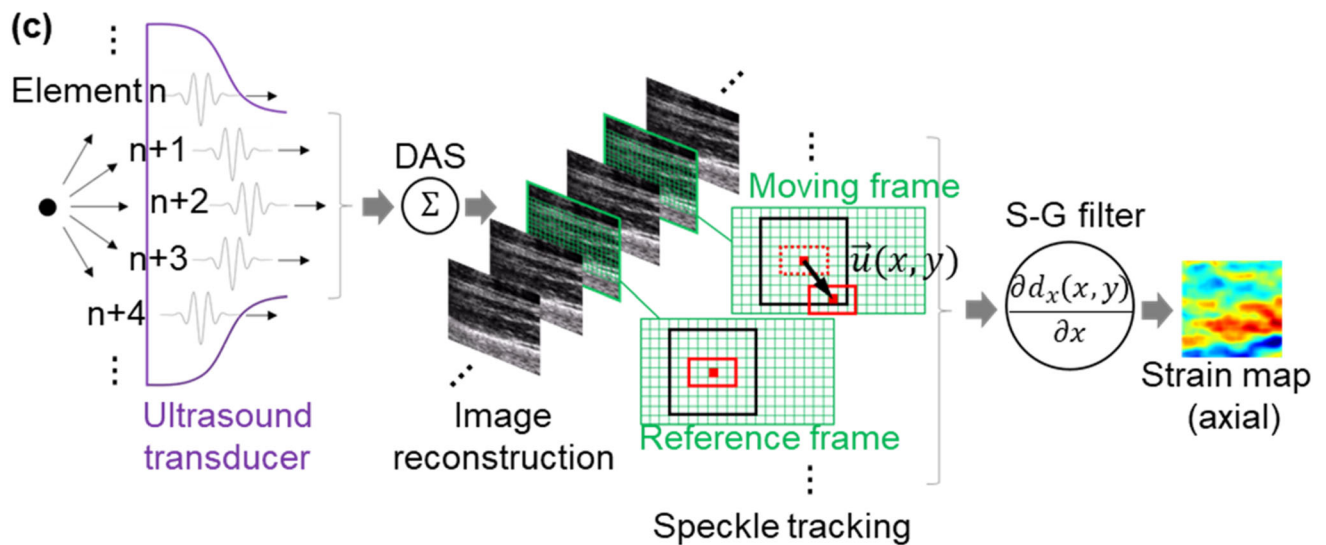 (c)
Element n
n+1
n+2
n+3
n+4
Ultrasound
transducer
DAS
Σ
Image
reconstruction
Moving frame
u⃗(x, y)
Reference frame
Speckle tracking
S-G filter
∂d_x(x, y)
∂x
Strain map
(axial)